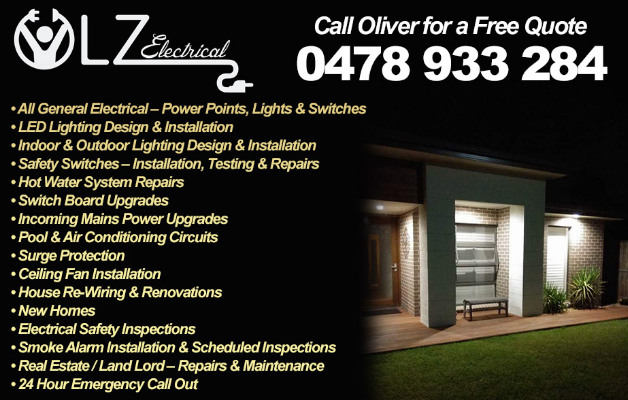 OLZ Electrical
Call Oliver for a Free Quote
0478 933 284
• All General Electrical – Power Points, Lights & Switches
• LED Lighting Design & Installation
• Indoor & Outdoor Lighting Design & Installation
• Safety Switches – Installation, Testing & Repairs
• Hot Water System Repairs
• Switch Board Upgrades
• Incoming Mains Power Upgrades
• Pool & Air Conditioning Circuits
• Surge Protection
• Ceiling Fan Installation
• House Re-Wiring & Renovations
• New Homes
• Electrical Safety Inspections
• Smoke Alarm Installation & Scheduled Inspections
• Real Estate / Land Lord – Repairs & Maintenance
• 24 Hour Emergency Call Out